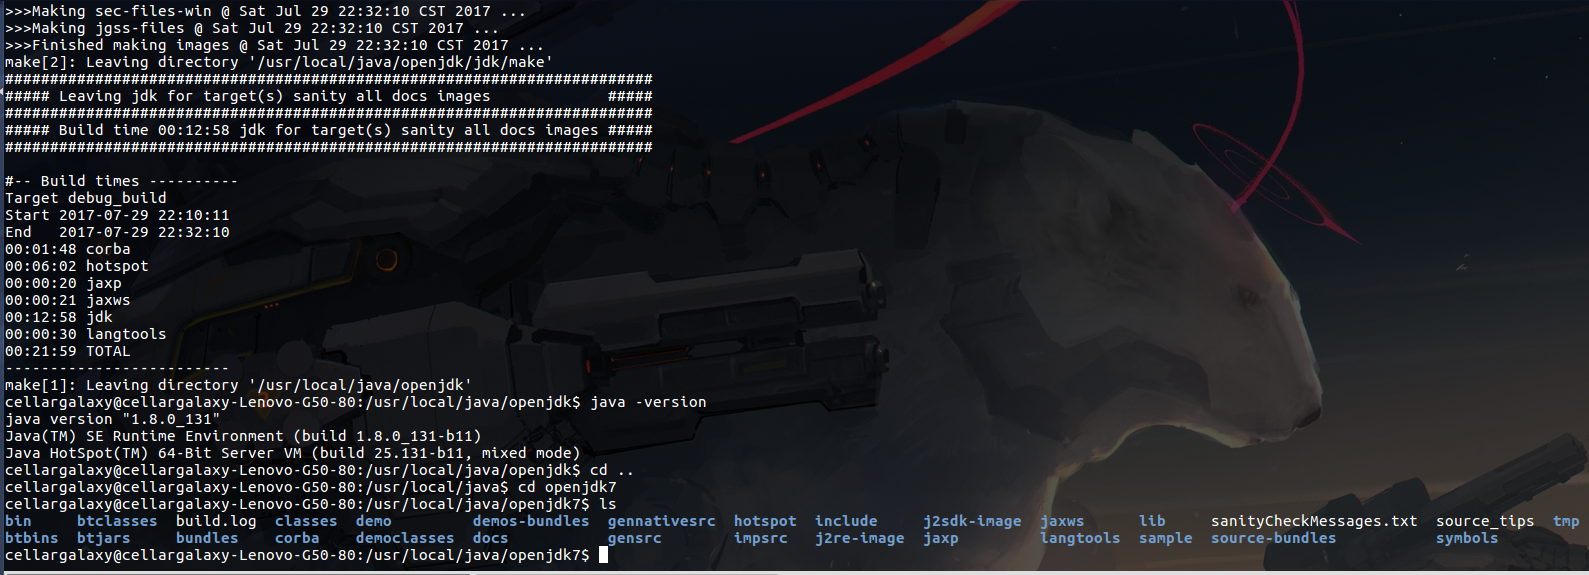 >>>Making sec-files-win @ Sat Jul 29 22:32:10 CST 2017 ...
>>>Making jgss-files @ Sat Jul 29 22:32:10 CST 2017 ...
>>>Finished making images @ Sat Jul 29 22:32:10 CST 2017 ...
make[2]: Leaving directory '/usr/local/java/openjdk/jdk/make'
########################################################################
##### Leaving jdk for target(s) sanity all docs images             #####
########################################################################
##### Build time 00:12:58 jdk for target(s) sanity all docs images #####
########################################################################
#-- Build times ----------
Target debug_build
Start 2017-07-29 22:10:11
End   2017-07-29 22:32:10
00:01:48 corba
00:06:02 hotspot
00:00:20 jaxp
00:00:21 jaxws
00:12:58 jdk
00:00:30 langtools
00:21:59 TOTAL
-------------------------
make[1]: Leaving directory '/usr/local/java/openjdk'
cellargalaxy@cellargalaxy-Lenovo-G50-80:/usr/local/java/openjdk$ java -version
java version "1.8.0_131"
Java(TM) SE Runtime Environment (build 1.8.0_131-b11)
Java HotSpot(TM) 64-Bit Server VM (build 25.131-b11, mixed mode)
cellargalaxy@cellargalaxy-Lenovo-G50-80:/usr/local/java/openjdk$ cd ..
cellargalaxy@cellargalaxy-Lenovo-G50-80:/usr/local/java$ cd openjdk7
cellargalaxy@cellargalaxy-Lenovo-G50-80:/usr/local/java/openjdk7$ ls
bin     btclasses  build.log  classes  demo         demos-bundles  gennativesrc  hotspot  include     j2sdk-image  jaxws      lib     sanityCheckMessages.txt  source_tips  tmp
btbins  btjars     bundles    corba    democlasses  docs           gensrc        impsrc   j2re-image  jaxp         langtools  sample  source-bundles           symbols
cellargalaxy@cellargalaxy-Lenovo-G50-80:/usr/local/java/openjdk7$